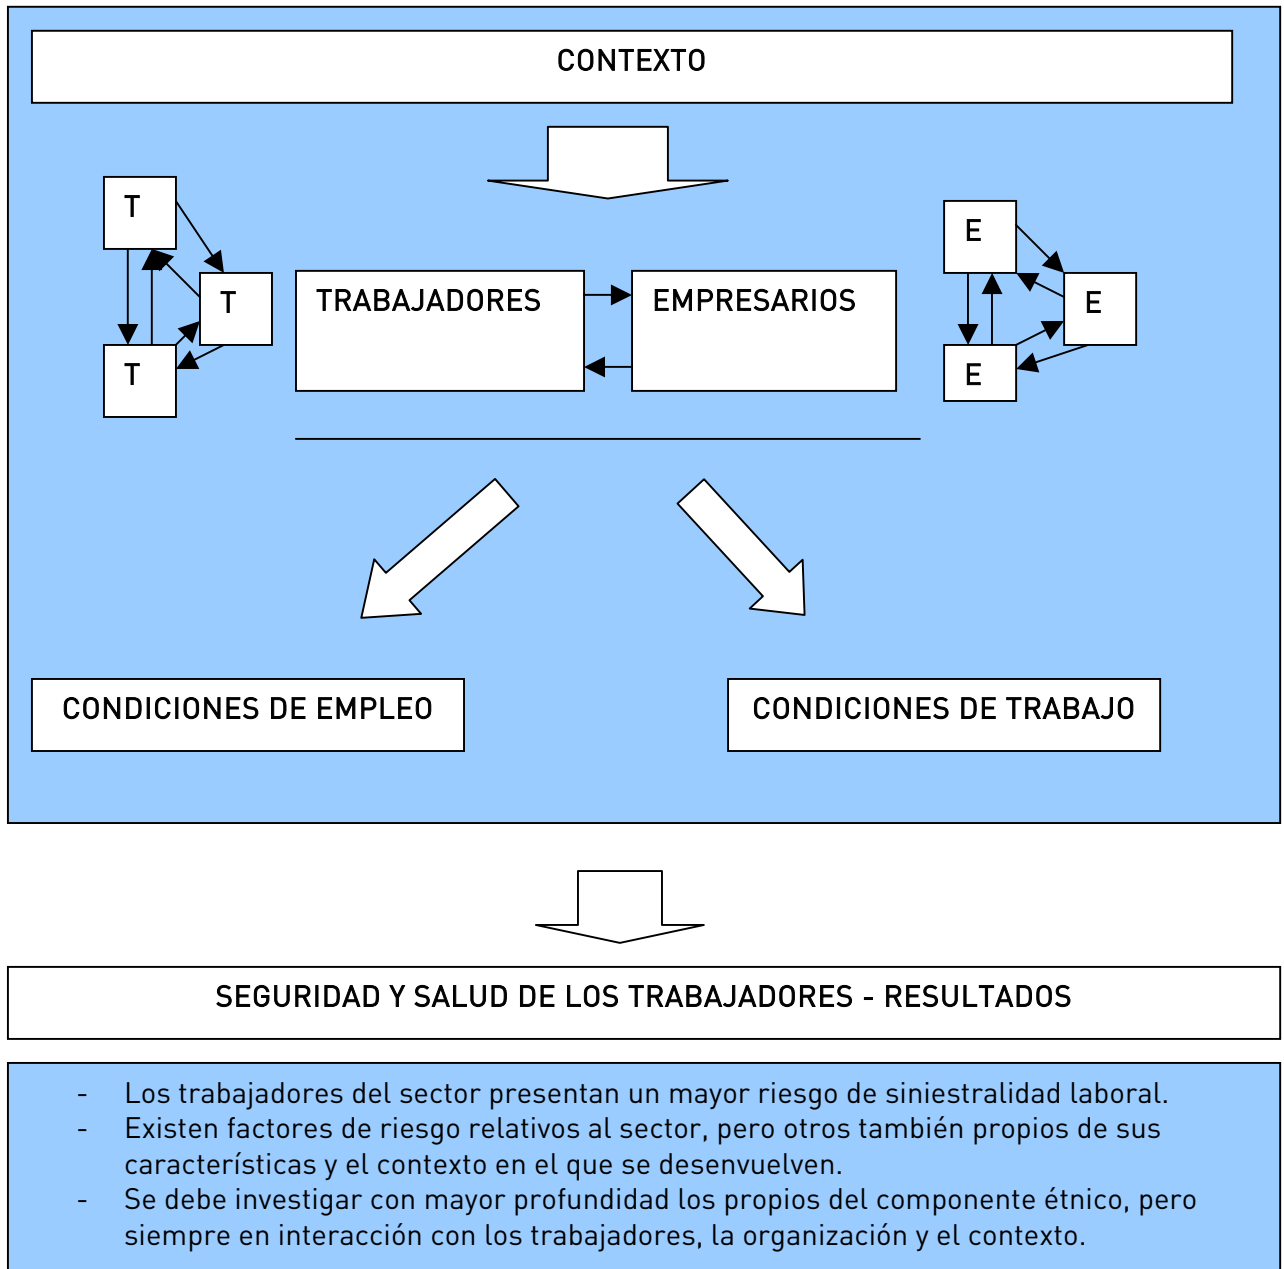 CONTEXTO
T
T
T
TRABAJADORES
EMPRESARIOS
E
E
E
CONDICIONES DE EMPLEO
CONDICIONES DE TRABAJO
SEGURIDAD Y SALUD DE LOS TRABAJADORES - RESULTADOS
- Los trabajadores del sector presentan un mayor riesgo de siniestralidad laboral.
- Existen factores de riesgo relativos al sector, pero otros también propios de sus
características y el contexto en el que se desenvuelven.
- Se debe investigar con mayor profundidad los propios del componente étnico, pero
siempre en interacción con los trabajadores, la organización y el contexto.